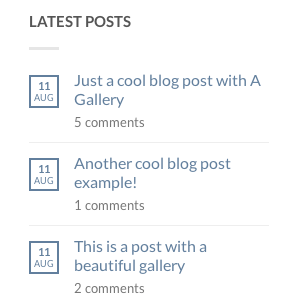 LATEST POSTS
11
AUG
Just a cool blog post with A
Gallery
5 comments
11
AUG
Another cool blog post
example!
1 comments
11
AUG
This is a post with a
beautiful gallery
2 comments